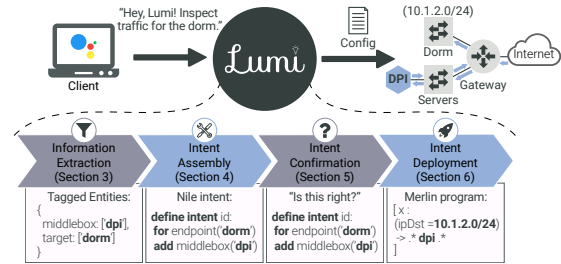 "Hey, Lumi! Inspect
traffic for the dorm."
Client
Lumi
Config
(10.1.2.0/24)
Dorm
Internet
DPI
Gateway
Servers
Information
Extraction
(Section 3)
Intent
Assembly
(Section 4)
Intent
Confirmation
(Section 5)
Intent
Deployment
(Section 6)
Tagged Entities:
{
middlebox: ['dpi'],
target: ['dorm']
}
Nile intent:
define intent id:
for endpoint('dorm')
add middlebox('dpi')
"Is this right?"
define intent id:
for endpoint('dorm')
add middlebox('dpi')
Merlin program:
[ x :
(ipDst =10.1.2.0/24)
-> .* dpi .*
]